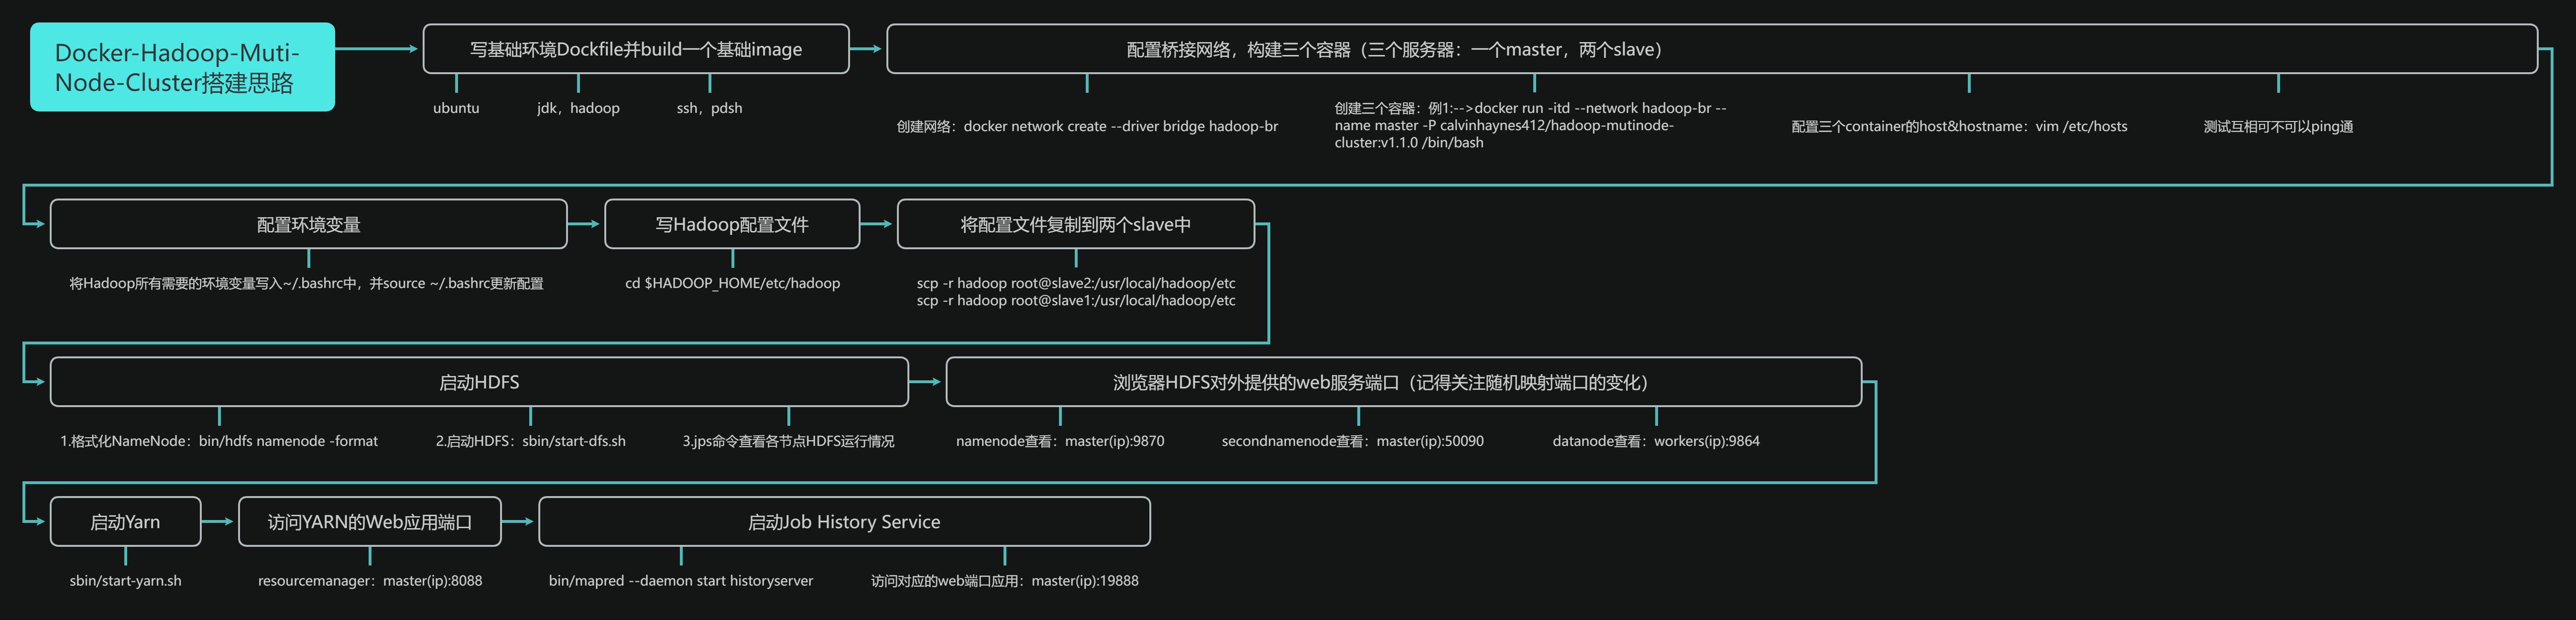 Docker-Hadoop-Muti-
Node-Cluster搭建思路
写基础环境Dockfile并build一个基础image
ubuntu
jdk，hadoop
ssh，pdsh
配置桥接网络，构建三个容器（三个服务器：一个master，两个slave）
创建网络：docker network create --driver bridge hadoop-br
创建三个容器：例1:-->docker run -itd --network hadoop-br --
name master -P calvinhaynes412/hadoop-mutinode-
cluster:v1.1.0 /bin/bash
配置三个container的host&hostname：vim /etc/hosts
测试互相可不可以ping通
配置环境变量
将Hadoop所有需要的环境变量写入~/.bashrc中，并source ~/.bashrc更新配置
写Hadoop配置文件
cd $HADOOP_HOME/etc/hadoop
将配置文件复制到两个slave中
scp -r hadoop root@slave2:/usr/local/hadoop/etc
scp -r hadoop root@slave1:/usr/local/hadoop/etc
启动HDFS
1.格式化NameNode：bin/hdfs namenode -format
2.启动HDFS：sbin/start-dfs.sh
3.jps命令查看各节点HDFS运行情况
浏览器HDFS对外提供的web服务端口（记得关注随机映射端口的变化）
namenode查看：master(ip):9870
secondnamenode查看：master(ip):50090
datanode查看：workers(ip):9864
启动Yarn
sbin/start-yarn.sh
访问YARN的Web应用端口
resourcemanager：master(ip):8088
启动Job History Service
bin/mapred --daemon start historyserver
访问对应的web端口应用：master(ip):19888